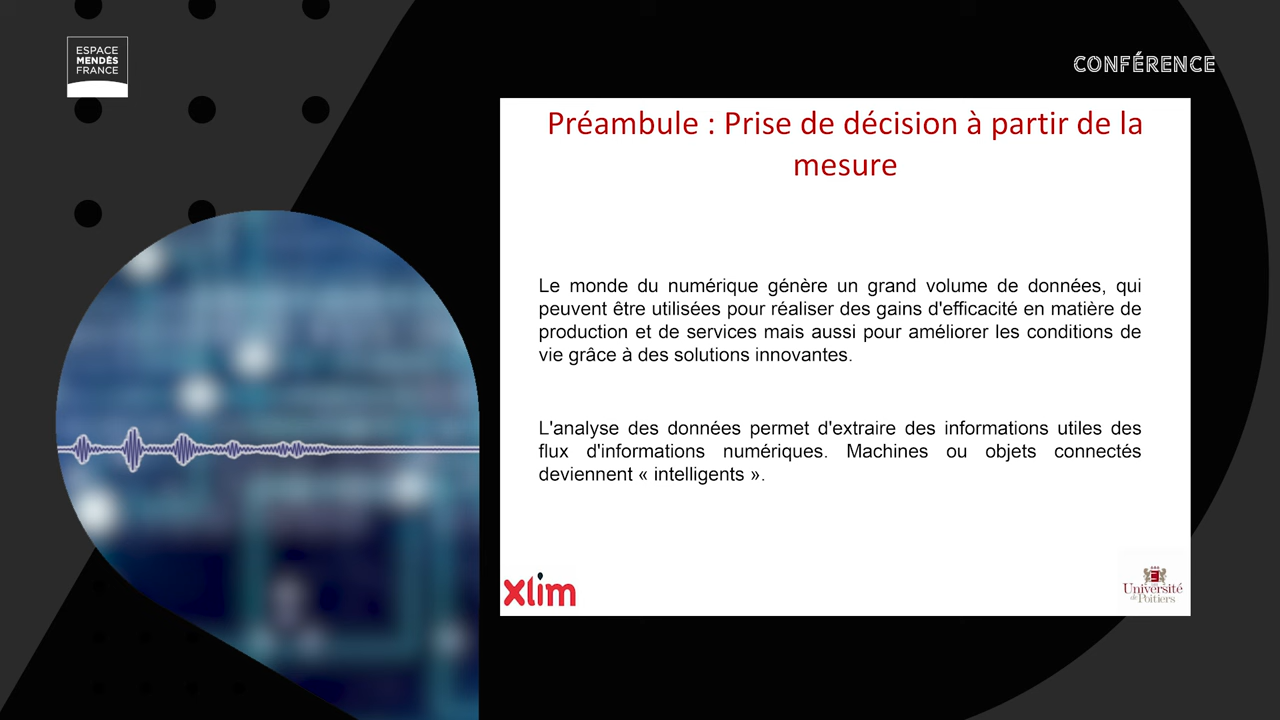 ESPACE
MENDÈS
FRANCE
CONFÉRENCE
Préambule : Prise de décision à partir de la
mesure
Le monde du numérique génère un grand volume de données, qui
peuvent être utilisées pour réaliser des gains d'efficacité en matière de
production et de services mais aussi pour améliorer les conditions de
vie grâce à des solutions innovantes.
L'analyse des données permet d'extraire des informations utiles des
flux d'informations numériques. Machines ou objets connectés
deviennent « intelligents ».
xlim
Université
de Poitiers